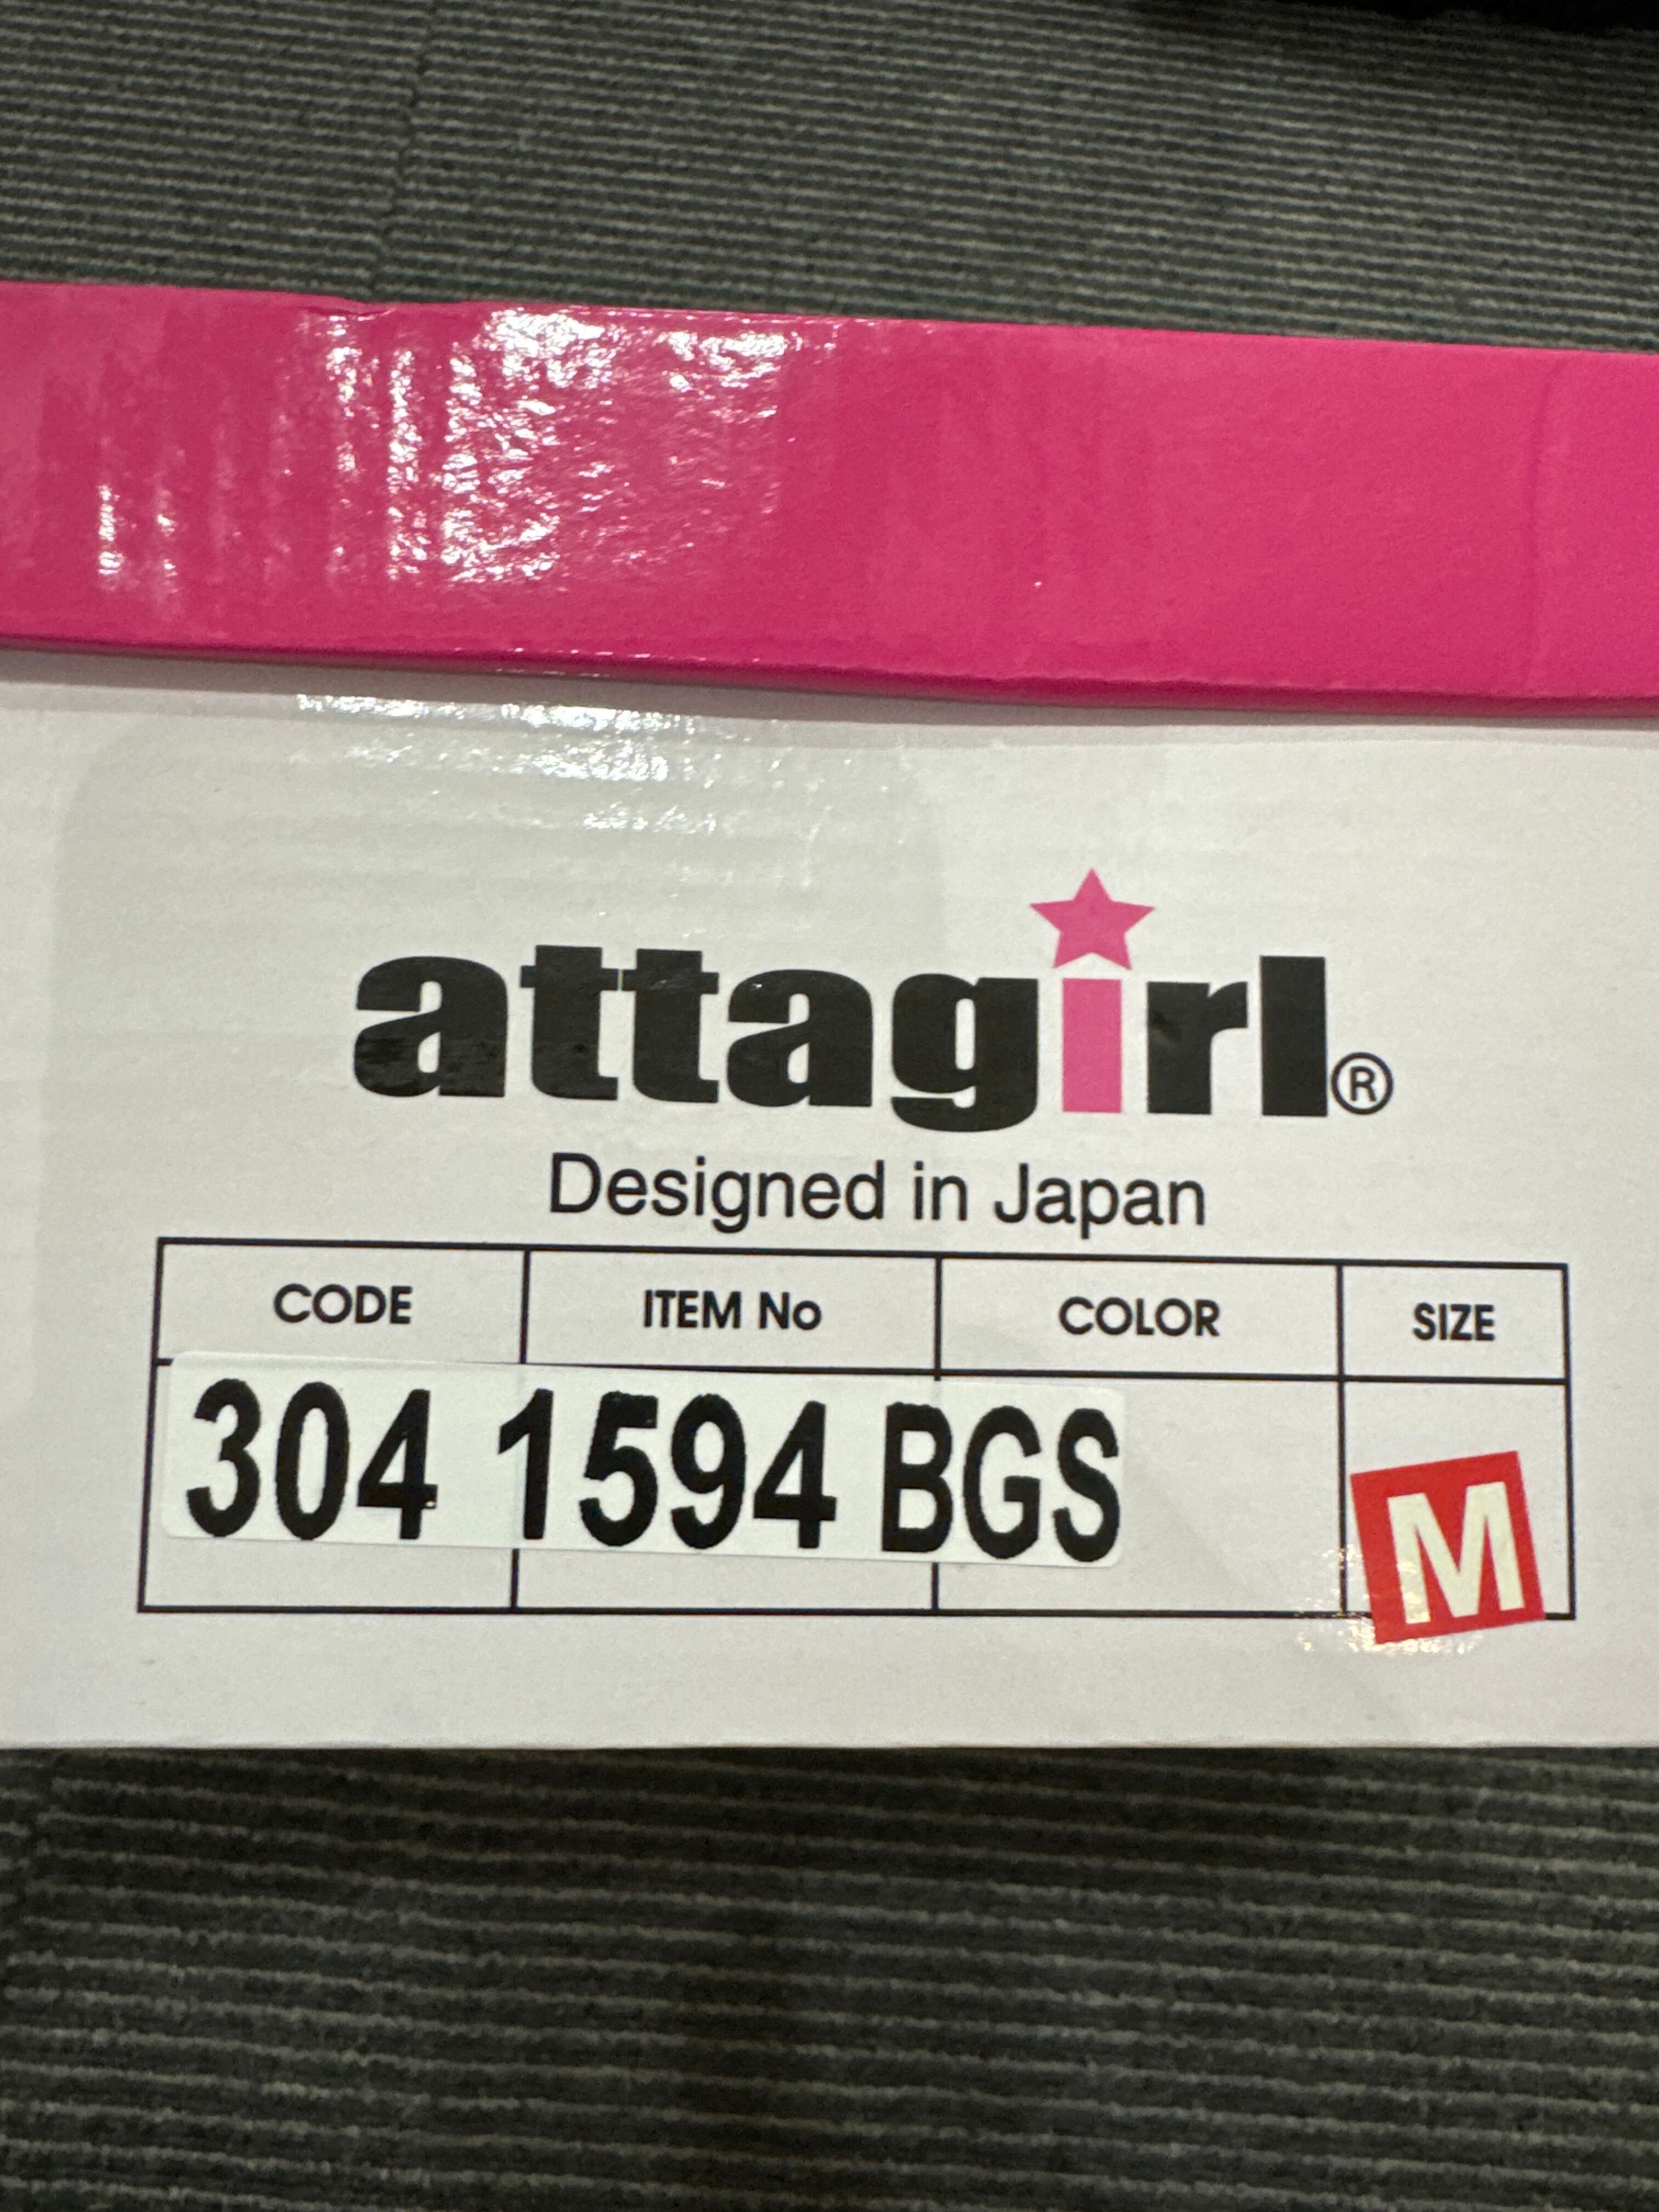 attagirl®
Designed in Japan
CODE ITEM No COLOR SIZE
304 1594 BGS M